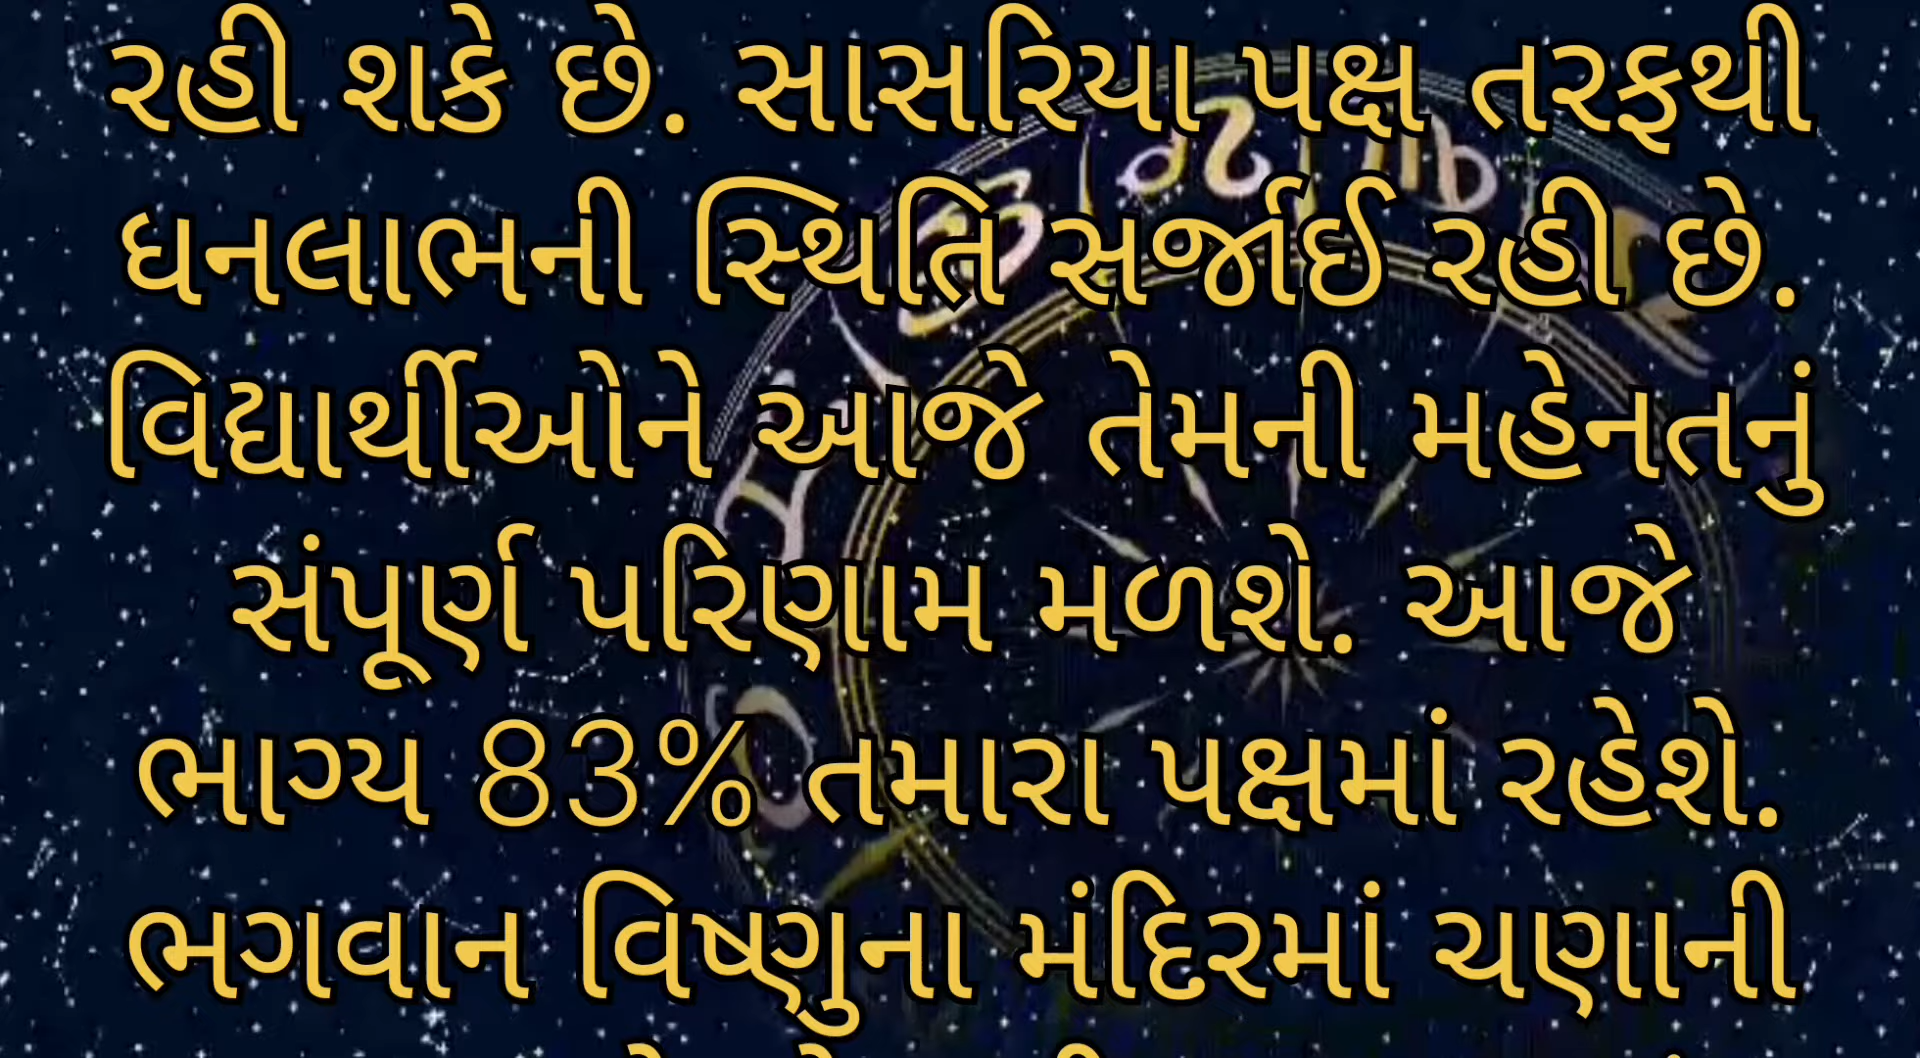 રહી શકે છે. સાસરિયા પક્ષ તરફથી
ધનલાભની સ્થિતિ સર્જાઈ રહી છે.
વિદ્યાર્થીઓને આજે તેમની મહેનતનું
સંપૂર્ણ પરિણામ મળશે. આજે
ભાગ્ય 83% તમારા પક્ષમાં રહેશે.
ભગવાન વિષ્ણુના મંદિરમાં ચણાની